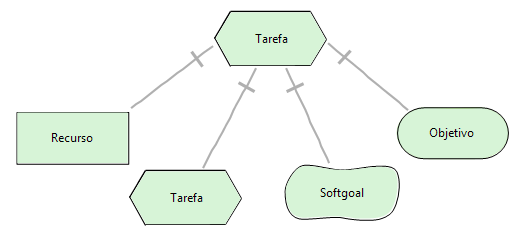 Tarefa
Recurso
Objetivo
Tarefa
Softgoal